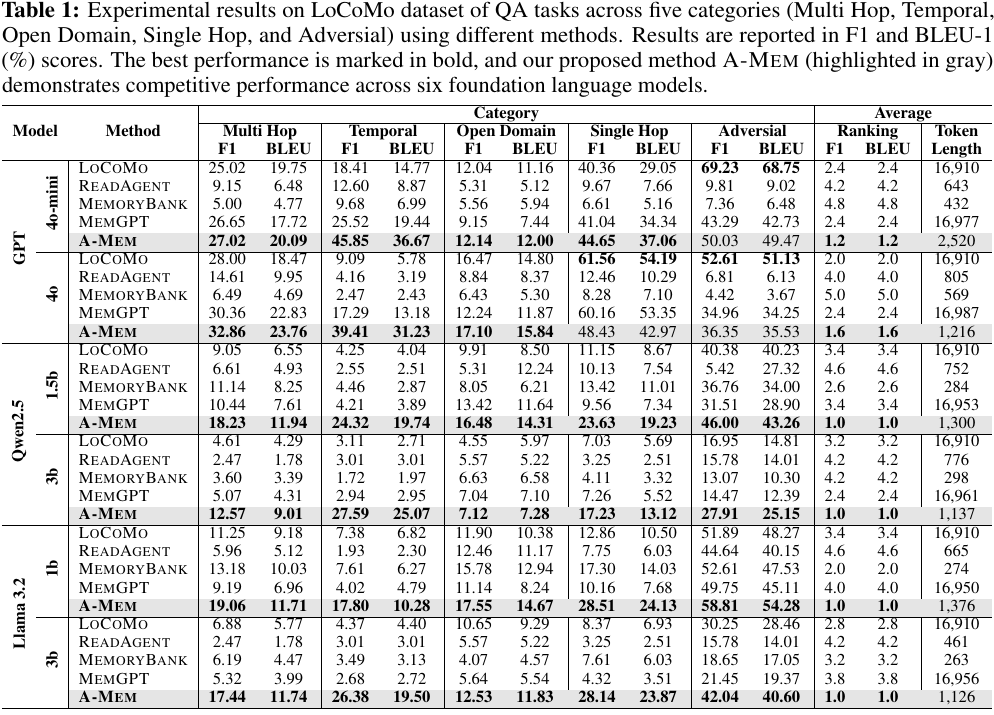 Table 1: Experimental results on LoCoMo dataset of QA tasks across five categories (Multi Hop, Temporal,
Open Domain, Single Hop, and Adversial) using different methods. Results are reported in F1 and BLEU-1
(%) scores. The best performance is marked in bold, and our proposed method A-MEM (highlighted in gray)
demonstrates competitive performance across six foundation language models.
Model Method Category Average
Multi Hop Temporal Open Domain Single Hop Adversial Ranking Token
F1 BLEU F1 BLEU F1 BLEU F1 BLEU F1 BLEU F1 BLEU Length
GPT
4o-mini
LOCOMO 25.02 19.75 18.41 14.77 12.04 11.16 40.36 29.05 69.23 68.75 2.4 2.4 16,910
READAGENT 9.15 6.48 12.60 8.87 5.31 5.12 9.67 7.66 9.81 9.02 4.2 4.2 643
MEMORYBANK 5.00 4.77 9.68 6.99 5.56 5.94 6.61 5.16 7.36 6.48 4.8 4.8 432
MEMGPT 26.65 17.72 25.52 19.44 9.15 7.44 41.04 34.34 43.29 42.73 2.4 2.4 16,977
A-MEM 27.02 20.09 45.85 36.67 12.14 12.00 44.65 37.06 50.03 49.47 1.2 1.2 2,520
4o
LOCOMO 28.00 18.47 9.09 5.78 16.47 14.80 61.56 54.19 52.61 51.13 2.0 2.0 16,910
READAGENT 14.61 9.95 4.16 3.19 8.84 8.37 12.46 10.29 6.81 6.13 4.0 4.0 805
MEMORYBANK 6.49 4.69 2.47 2.43 6.43 5.30 8.28 7.10 4.42 3.67 5.0 5.0 569
MEMGPT 30.36 22.83 17.29 13.18 12.24 11.87 60.16 53.35 34.96 34.25 2.4 2.4 16,987
A-MEM 32.86 23.76 39.41 31.23 17.10 15.84 48.43 42.97 36.35 35.53 1.6 1.6 1,216
Qwen2.5
1.5b
LOCOMO 9.05 6.55 4.25 4.04 9.91 8.50 11.15 8.67 40.38 40.23 3.4 3.4 16,910
READAGENT 6.61 4.93 2.55 2.51 5.31 12.24 10.13 7.54 5.42 27.32 4.6 4.6 752
MEMORYBANK 11.14 8.25 4.46 2.87 8.05 6.21 13.42 11.01 36.76 34.00 2.6 2.6 284
MEMGPT 10.44 7.61 4.21 3.89 13.42 11.64 9.56 7.34 31.51 28.90 3.4 3.4 16,953
A-MEM 18.23 11.94 24.32 19.74 16.48 14.31 23.63 19.23 46.00 43.26 1.0 1.0 1,300
3b
LOCOMO 4.61 4.29 3.11 2.71 4.55 5.97 7.03 5.69 16.95 14.81 3.2 3.2 16,910
READAGENT 2.47 1.78 3.01 3.01 5.57 5.22 3.25 2.51 15.78 14.01 4.2 4.2 776
MEMORYBANK 3.60 3.39 1.72 1.97 6.63 6.58 4.11 3.32 13.07 10.30 4.2 4.2 298
MEMGPT 5.07 4.31 2.94 2.95 7.04 7.10 7.26 5.52 14.47 12.39 2.4 2.4 16,961
A-MEM 12.57 9.01 27.59 25.07 7.12 7.28 17.23 13.12 27.91 25.15 1.0 1.0 1,137
Llama 3.2
1b
LOCOMO 11.25 9.18 7.38 6.82 11.90 10.38 12.86 10.50 51.89 48.27 3.4 3.4 16,910
READAGENT 5.96 5.12 1.93 2.30 12.46 11.17 7.75 6.03 44.64 40.15 4.6 4.6 665
MEMORYBANK 13.18 10.03 7.61 6.27 15.78 12.94 17.30 14.03 52.61 47.53 2.0 2.0 274
MEMGPT 9.19 6.96 4.02 4.79 11.14 8.24 10.16 7.68 49.75 45.11 4.0 4.0 16,950
A-MEM 19.06 11.71 17.80 10.28 17.55 14.67 28.51 24.13 58.81 54.28 1.0 1.0 1,376
3b
LOCOMO 6.88 5.77 4.37 4.40 10.65 9.29 8.37 6.93 30.25 28.46 2.8 2.8 16,910
READAGENT 2.47 1.78 3.01 3.01 5.57 5.22 3.25 2.51 15.78 14.01 4.2 4.2 461
MEMORYBANK 6.19 4.47 3.49 3.13 4.07 4.57 7.61 6.03 18.65 17.05 3.2 3.2 263
MEMGPT 5.32 3.99 2.68 2.72 5.64 5.54 4.32 3.51 21.45 19.37 3.8 3.8 16,956
A-MEM 17.44 11.74 26.38 19.50 12.53 11.83 28.14 23.87 42.04 40.60 1.0 1.0 1,126